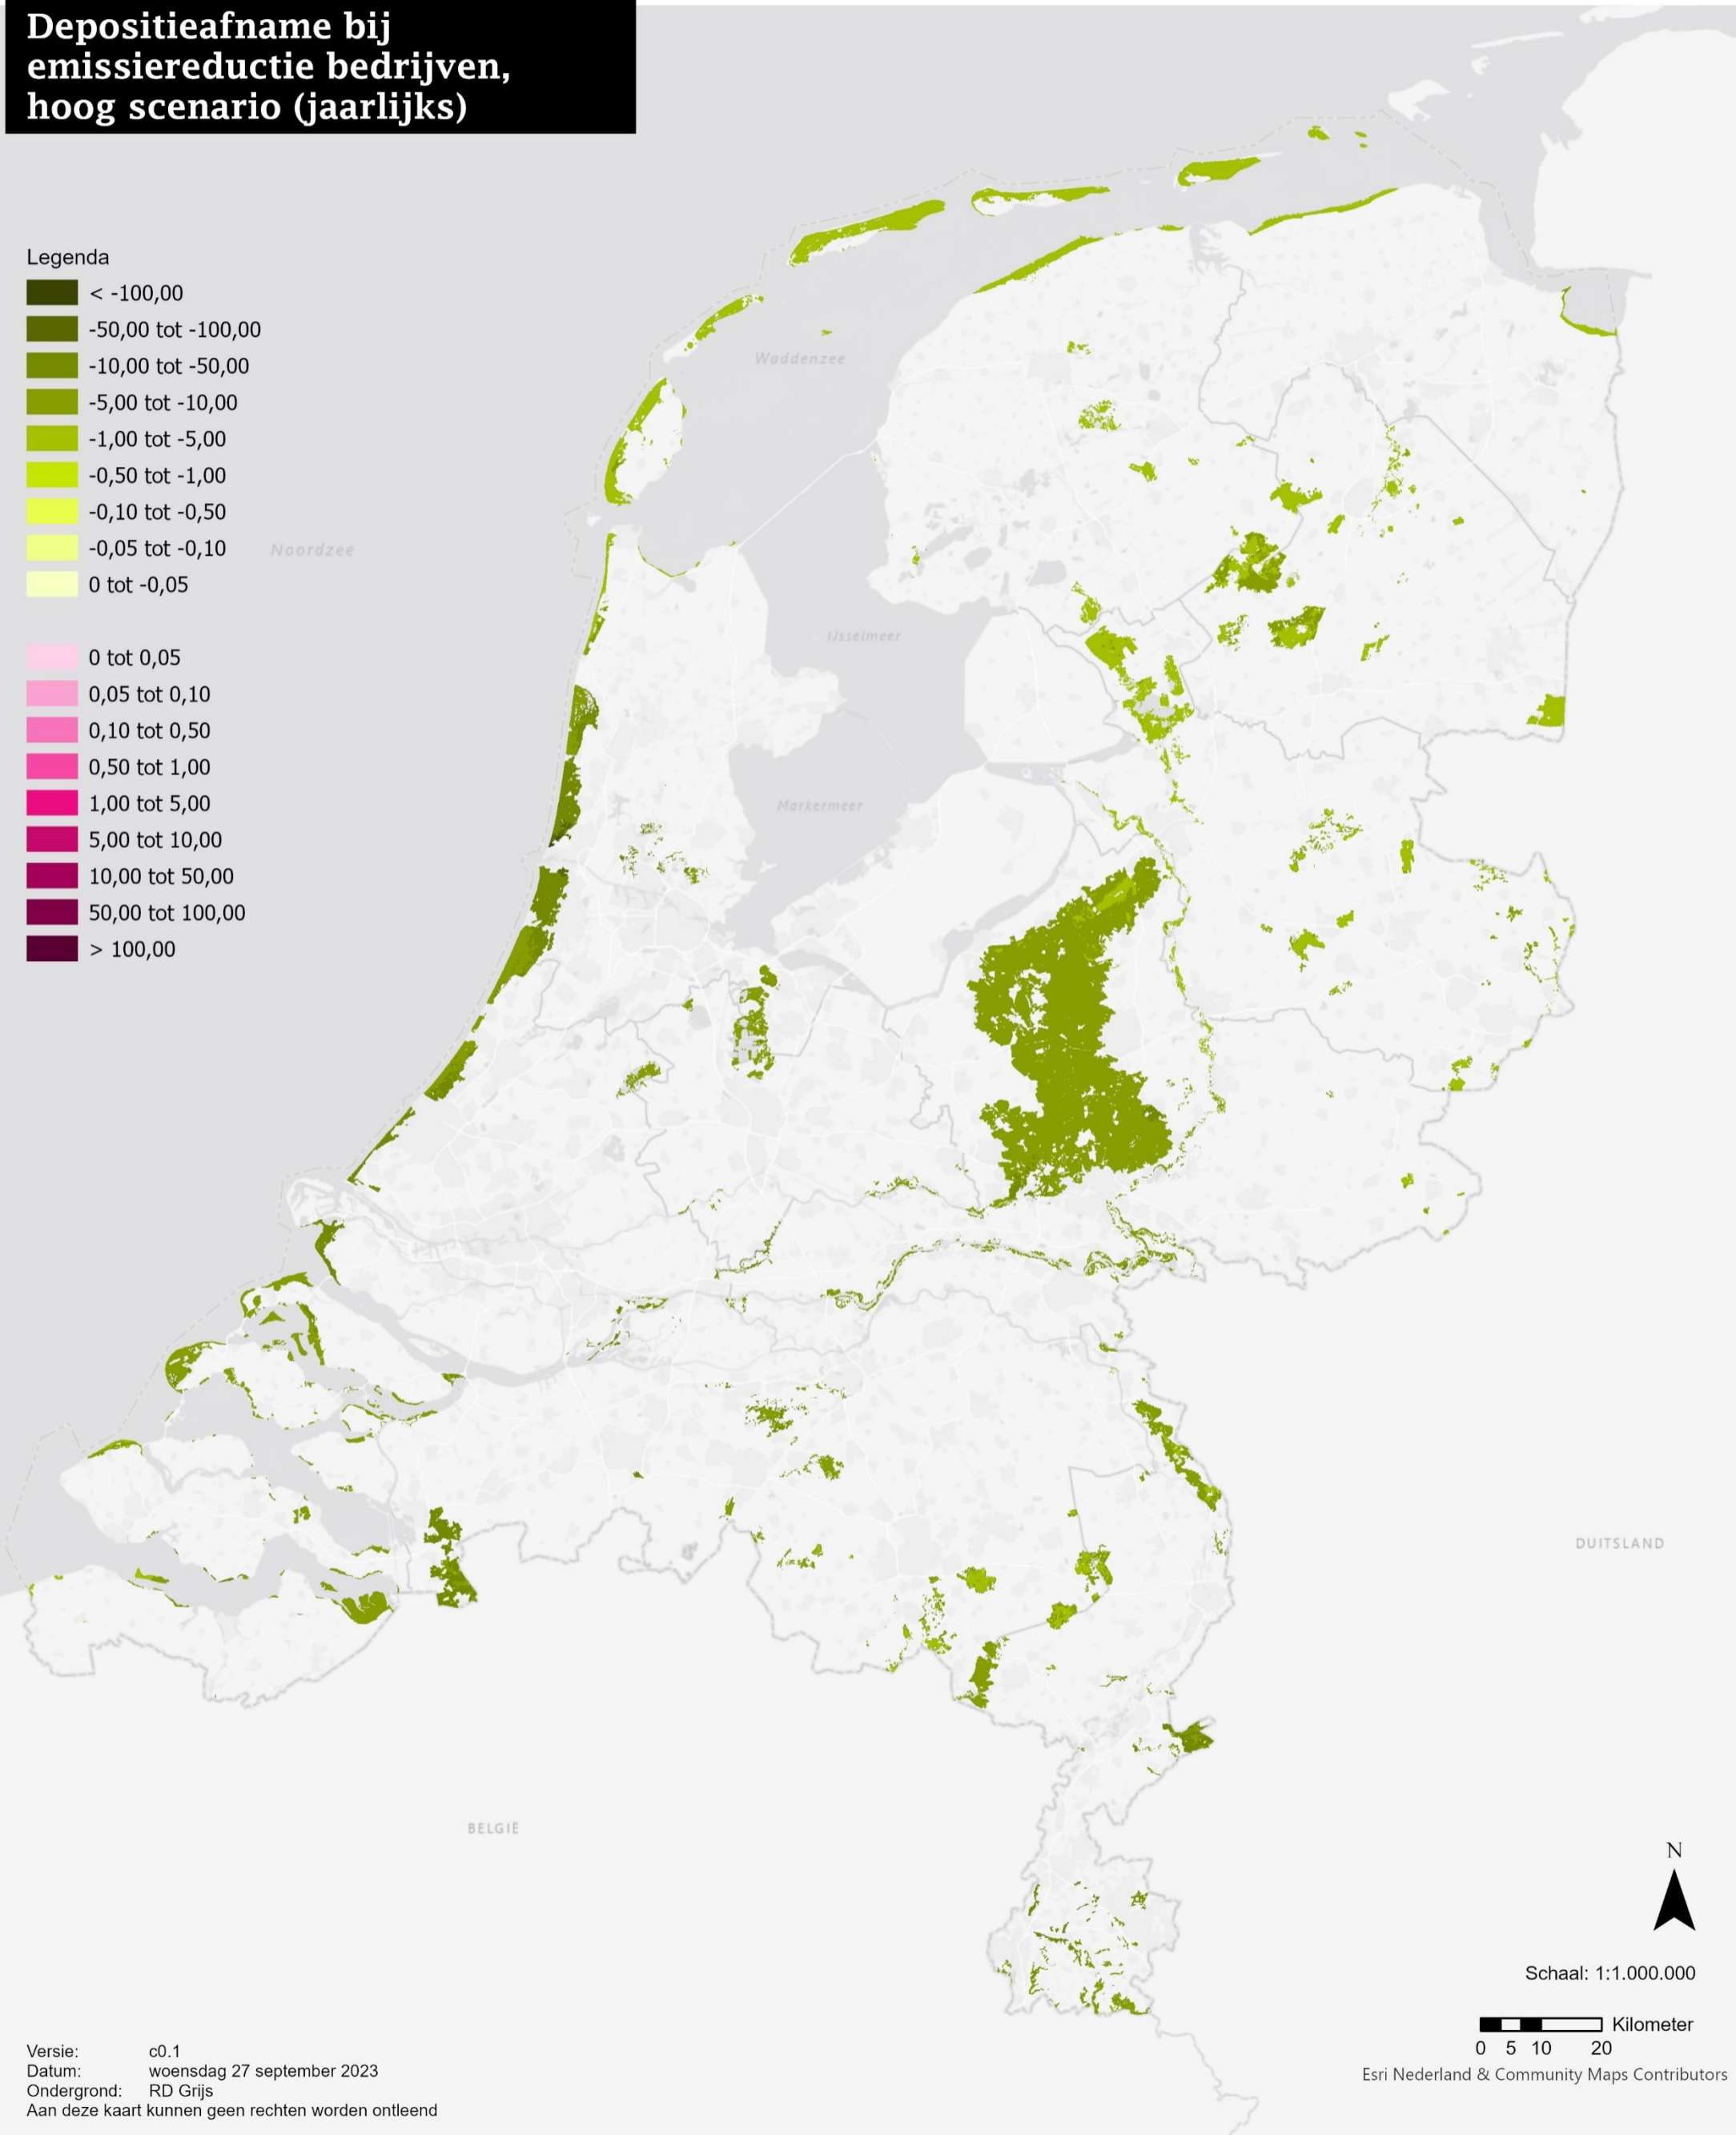 Depositieafname bij
emissiereductie bedrijven,
hoog scenario (jaarlijks)
Legenda
< -100,00
-50,00 tot -100,00
-10,00 tot -50,00
-5,00 tot -10,00
-1,00 tot -5,00
-0,50 tot -1,00
-0,10 tot -0,50
-0,05 tot -0,10
0 tot -0,05
0 tot 0,05
0,05 tot 0,10
0,10 tot 0,50
0,50 tot 1,00
1,00 tot 5,00
5,00 tot 10,00
10,00 tot 50,00
50,00 tot 100,00
> 100,00
Waddenzee
Noordzee
IJsselmeer
Markermeer
DUITSLAND
BELGIË
N
Schaal: 1:1.000.000
Kilometer
0 5 10 20
Esri Nederland & Community Maps Contributors
Versie: c0.1
Datum: woensdag 27 september 2023
Ondergrond: RD Grijs
Aan deze kaart kunnen geen rechten worden ontleend